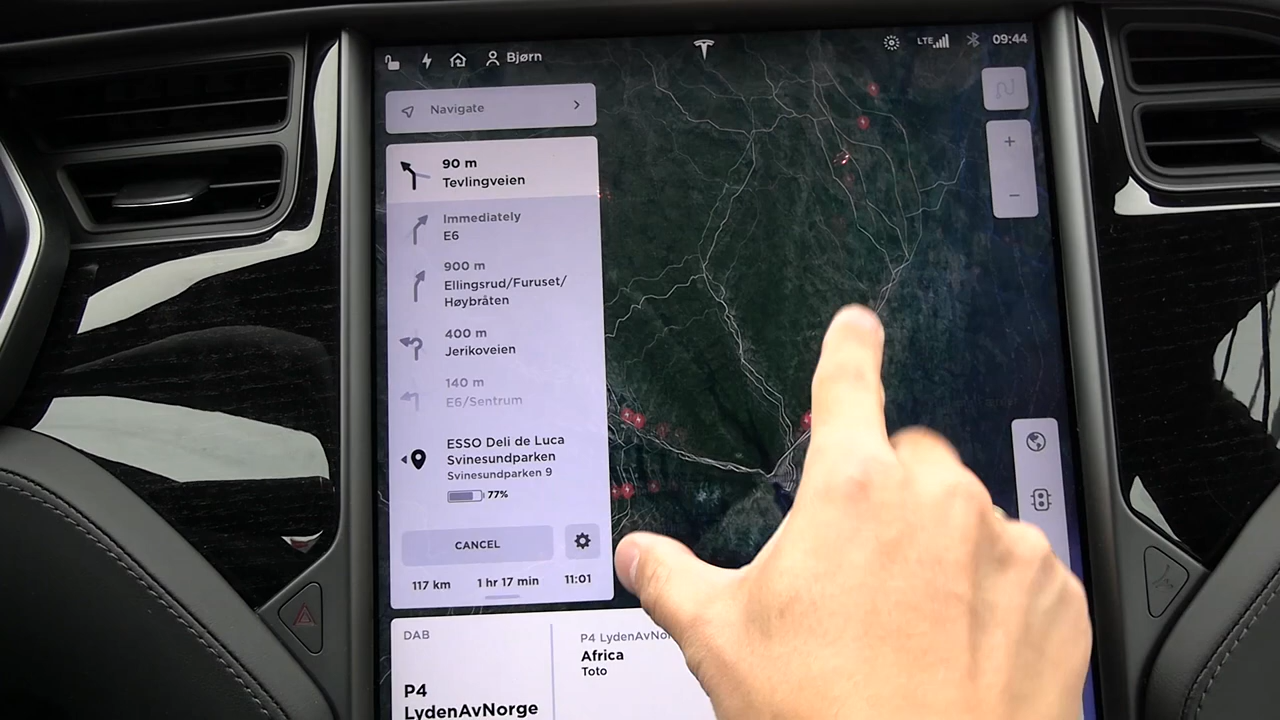 Bjørn
LTE
09:44
Navigate
90 m
Tevlingveien
Immediately
E6
900 m
Ellingsrud/Furuset/
Høybråten
400 m
Jerikoveien
140 m
E6/Sentrum
ESSO Deli de Luca
Svinesundparken
Svinesundparken 9
77%
CANCEL
117 km
1 hr 17 min
11:01
DAB
P4
LydenAvNorge
P4 LydenAvNor
Africa
Toto